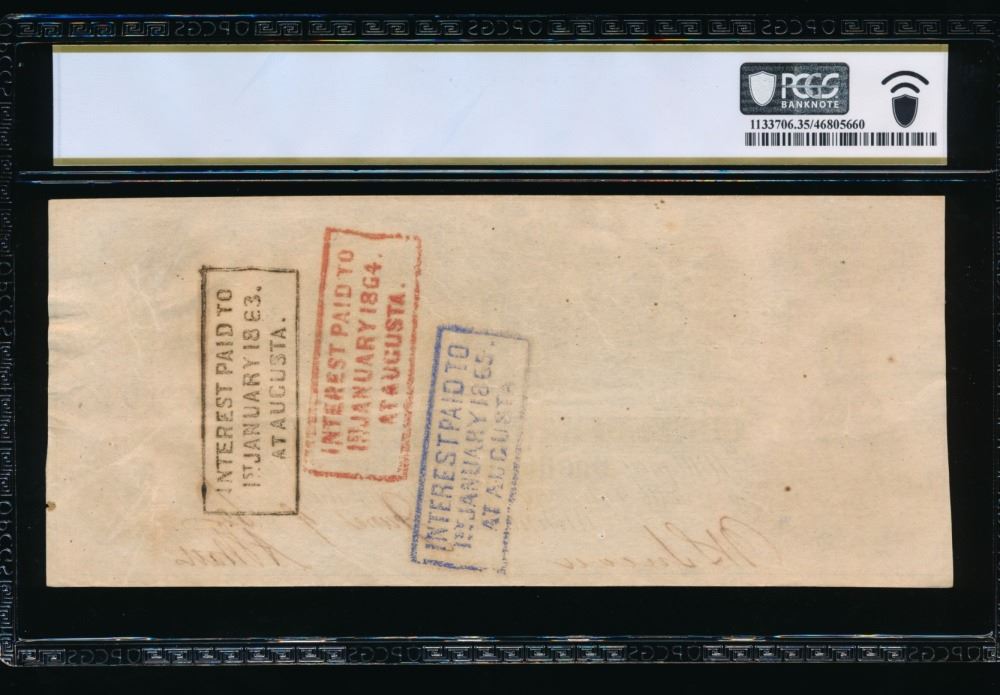 PCGS
BANKNOTE
1133706.35/46805660
INTEREST PAID TO
1ST JANUARY 1863.
AT AUGUSTA.
INTEREST PAID TO
1ST JANUARY 1864.
AT AUGUSTA.
INTEREST PAID TO
1ST JANUARY 1865.
AT AUGUSTA